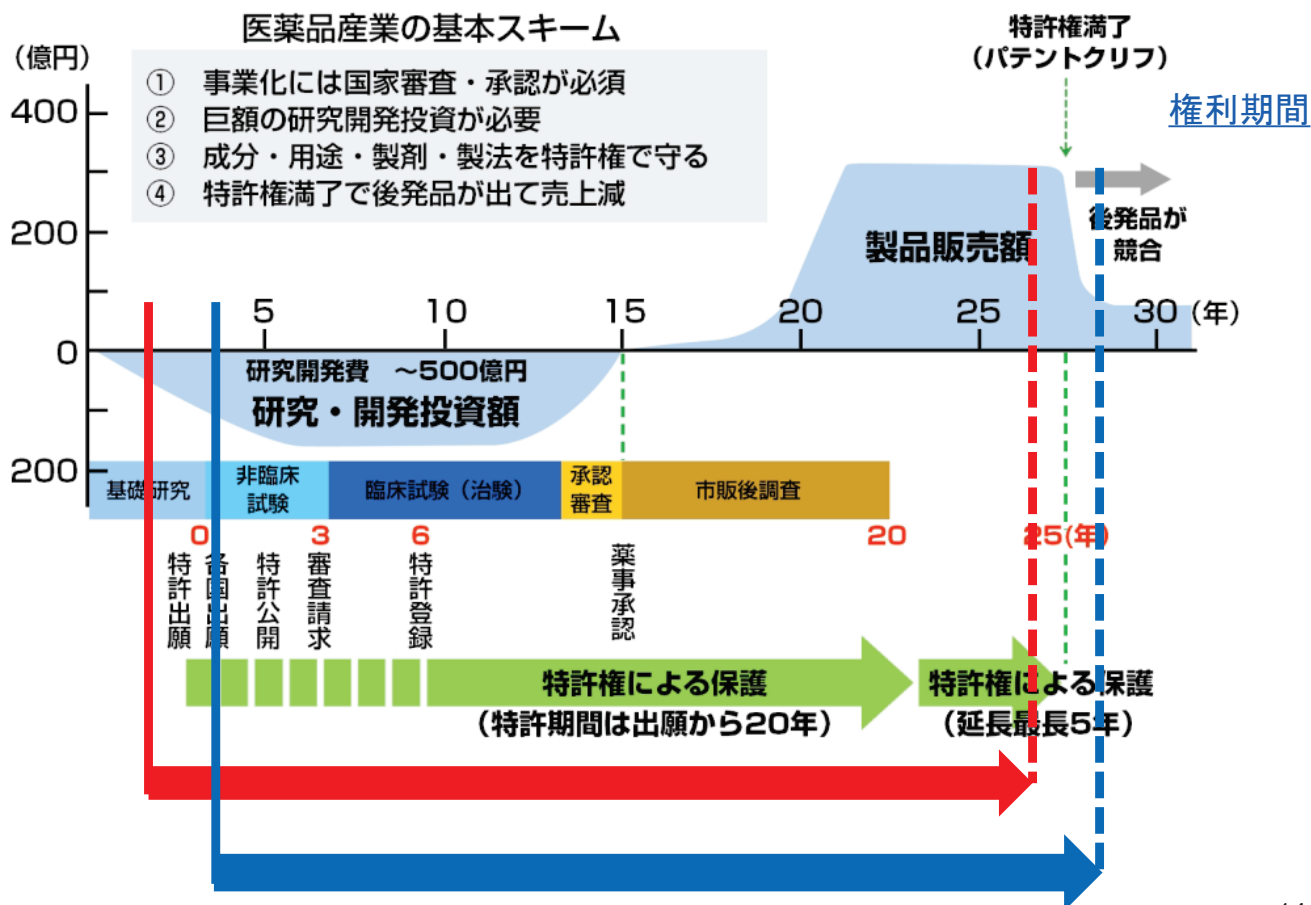 医薬品産業の基本スキーム
(億円)
① 事業化には国家審査・承認が必須
② 巨額の研究開発投資が必要
③ 成分・用途・製剤・製法を特許権で守る
④ 特許権満了で後発品が出て売上減
特許権満了
(パテントクリフ)
権利期間
400
200
0
200
製品販売額
後発品が
競合
5 10 15 20 25 30 (年)
研究開発費 ~500億円
研究・開発投資額
基礎研究
非臨床
試験
臨床試験(治験)
承認
審査
市販後調査
0 3 6 20 25(年)
特許出願
各国出願
特許公開
審査請求
特許登録
薬事承認
特許権による保護
(特許期間は出願から20年)
特許権による保護
(延長最長5年)